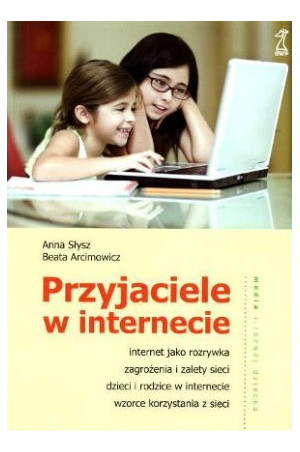 Anna Słysz
Beata Arcimowicz
Przyjaciele
w internecie
internet jako rozrywka
zagrożenia i zalety sieci
dzieci i rodzice w internecie
wzorce korzystania z sieci
media i rozwój dziecka